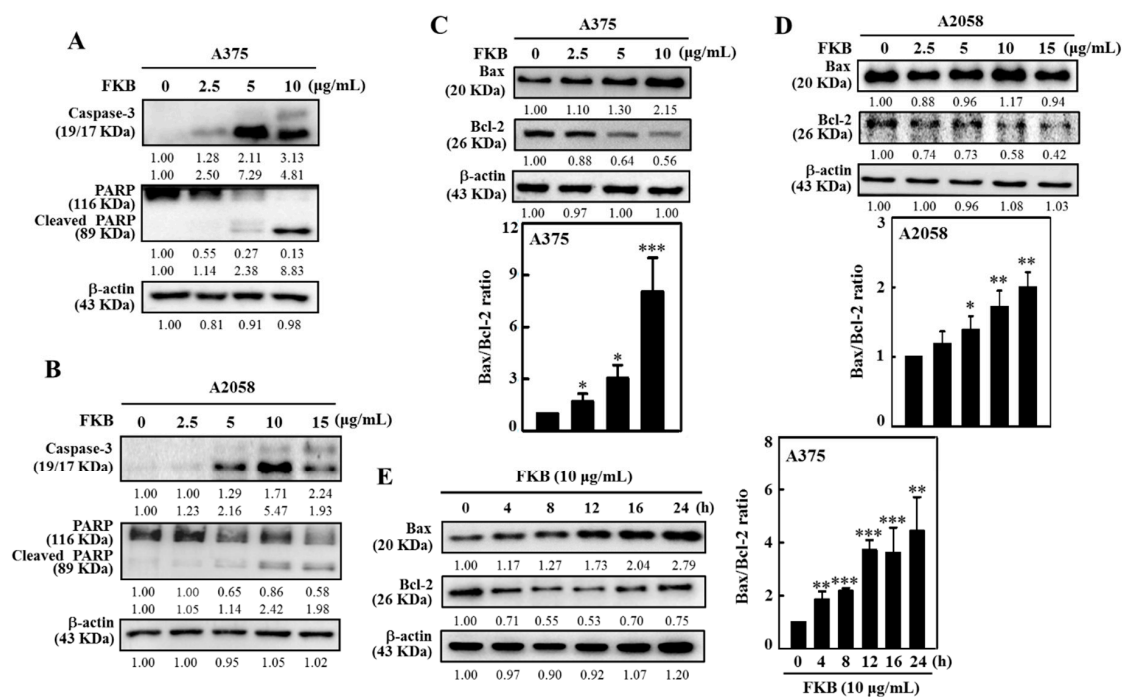 A
A375
FKB 0 2.5 5 10 (μg/mL)
Caspase-3
(19/17 KDa)
1.00 1.28 2.11 3.13
1.00 2.50 7.29 4.81
PARP
(116 KDa)
Cleaved PARP
(89 KDa)
1.00 0.55 0.27 0.13
1.00 1.14 2.38 8.83
β-actin
(43 KDa)
1.00 0.81 0.91 0.98
B
A2058
FKB 0 2.5 5 10 15 (μg/mL)
Caspase-3
(19/17 KDa)
1.00 1.00 1.29 1.71 2.24
1.00 1.23 2.16 5.47 1.93
PARP
(116 KDa)
Cleaved PARP
(89 KDa)
1.00 1.00 0.65 0.86 0.58
1.00 1.05 1.14 2.42 1.98
β-actin
(43 KDa)
1.00 1.00 0.95 1.05 1.02
C
A375
FKB 0 2.5 5 10 (μg/mL)
Bax
(20 KDa)
1.00 1.10 1.30 2.15
Bcl-2
(26 KDa)
1.00 0.88 0.64 0.56
β-actin
(43 KDa)
1.00 0.97 1.00 1.00
A375
Bax/Bcl-2 ratio
12
9
6
3
0
* * ***
D
A2058
FKB 0 2.5 5 10 15 (μg/mL)
Bax
(20 KDa)
1.00 0.88 0.96 1.17 0.94
Bcl-2
(26 KDa)
1.00 0.74 0.73 0.58 0.42
β-actin
(43 KDa)
1.00 1.00 0.96 1.08 1.03
A2058
Bax/Bcl-2 ratio
3
2
1
0
* ** **
E
FKB (10 μg/mL)
0 4 8 12 16 24 (h)
Bax
(20 KDa)
1.00 1.17 1.27 1.73 2.04 2.79
Bcl-2
(26 KDa)
1.00 0.71 0.55 0.53 0.70 0.75
β-actin
(43 KDa)
1.00 0.97 0.90 0.92 1.07 1.20
A375
Bax/Bcl-2 ratio
8
6
4
2
0
** *** *** *** **
0 4 8 12 16 24 (h)
FKB (10 μg/mL)